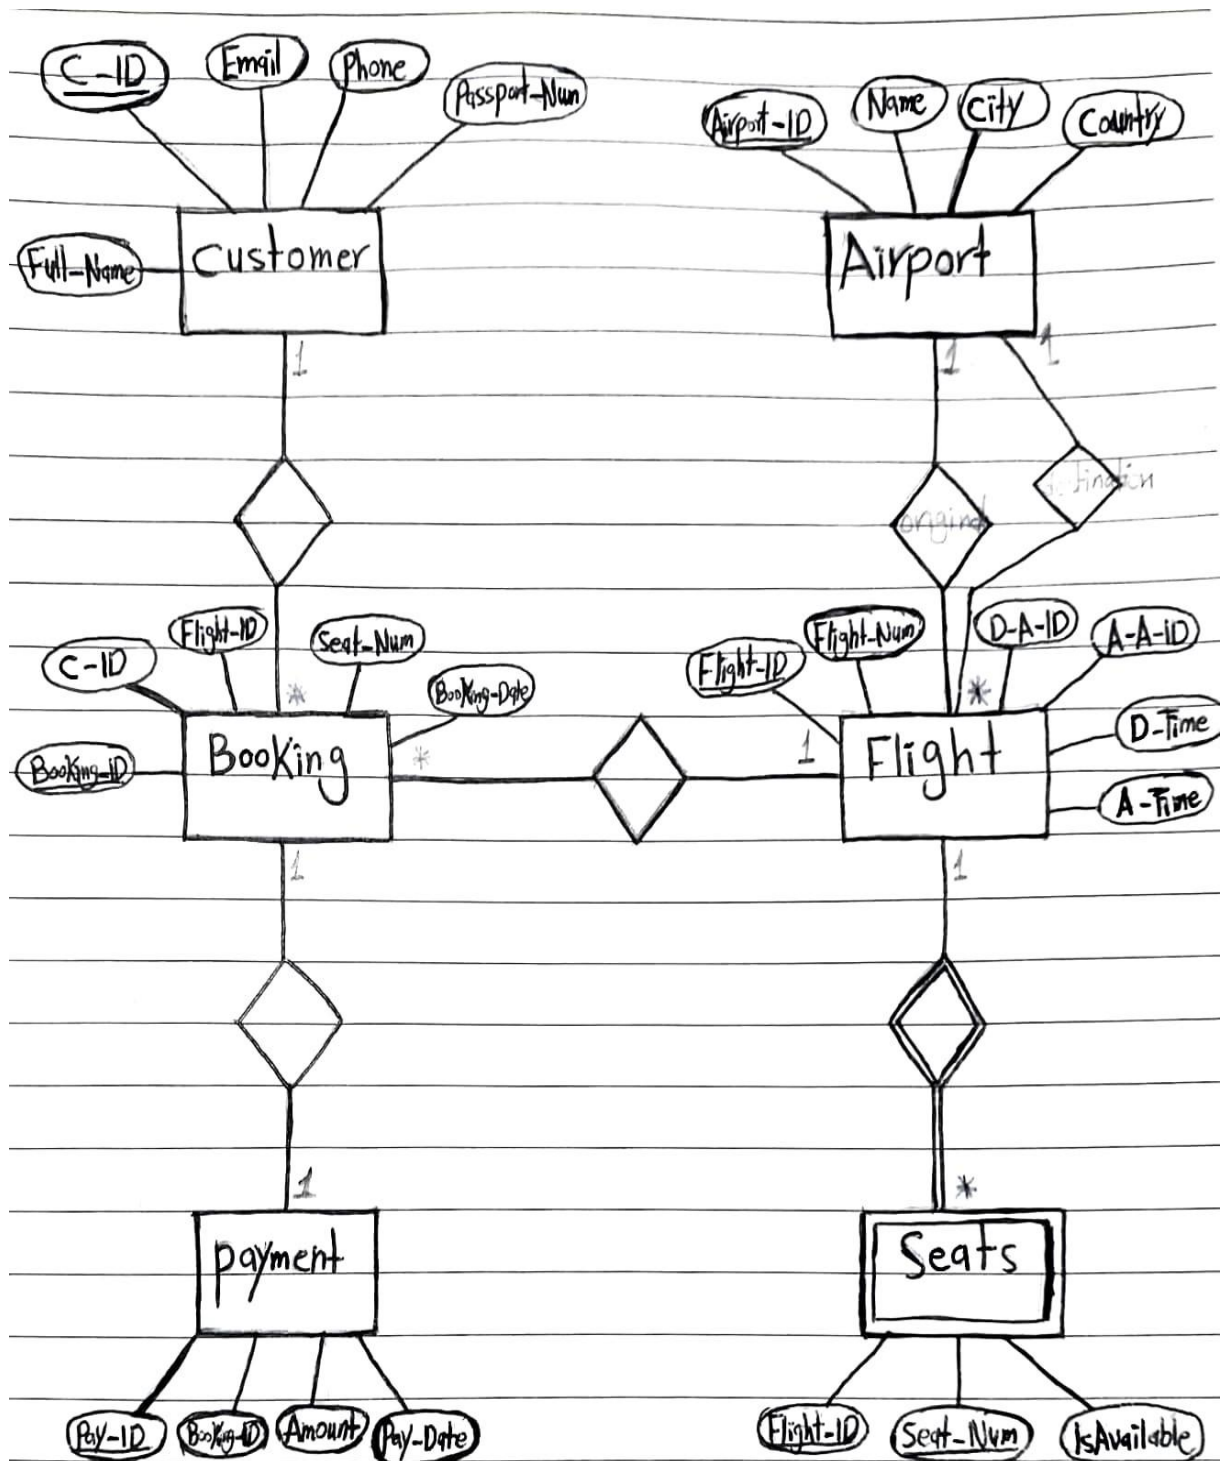 C-ID
Email
Phone
Passport-Num
Full-Name
Customer
1
Airport-ID
Name
City
Country
Airport
1
1
origind
C-ID
Flight-ID
Seat-Num
Booking-Date
Booking-ID
Booking
*
*
1
Flight-ID
Flight-Num
D-A-ID
A-A-ID
D-Time
A-Time
Flight
*
1
1
1
payment
Pay-ID
Booking-ID
Amount
Pay-Date
*
Seats
Flight-ID
Seat-Num
IsAvailable